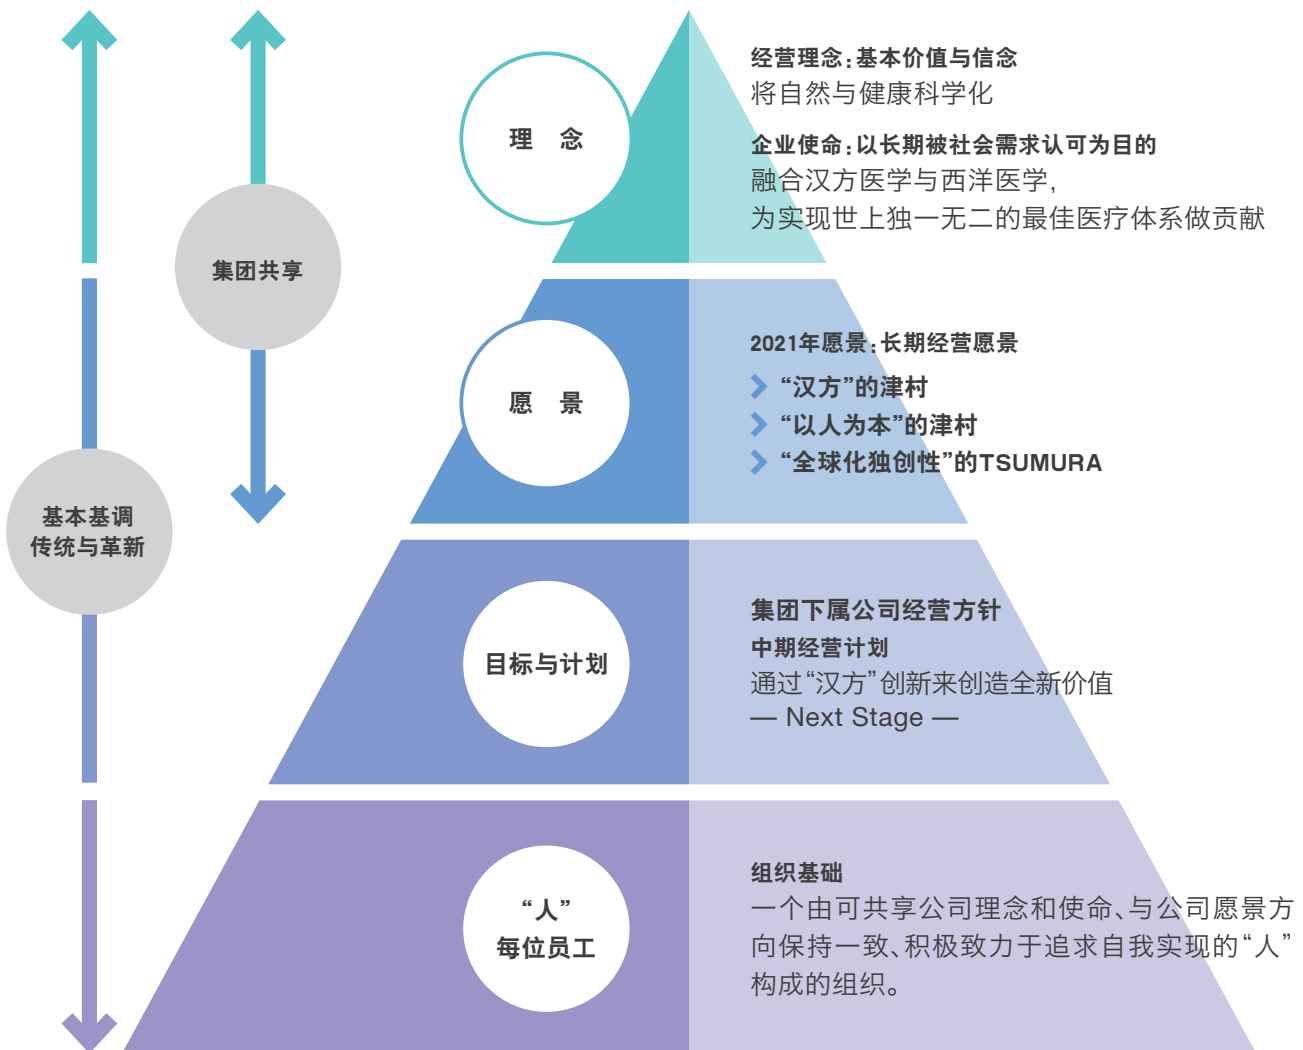 基本基调
传统与革新
集团共享
理 念
经营理念:基本价值与信念
将自然与健康科学化
企业使命:以长期被社会需求认可为目的
融合汉方医学与西洋医学,
为实现世上独一无二的最佳医疗体系做贡献
愿 景
2021年愿景:长期经营愿景
“汉方”的津村
“以人为本”的津村
“全球化独创性”的TSUMURA
目标与计划
集团下属公司经营方针
中期经营计划
通过“汉方”创新来创造全新价值
— Next Stage —
“人”
每位员工
组织基础
一个由可共享公司理念和使命、与公司愿景方
向保持一致、积极致力于追求自我实现的“人”
构成的组织。